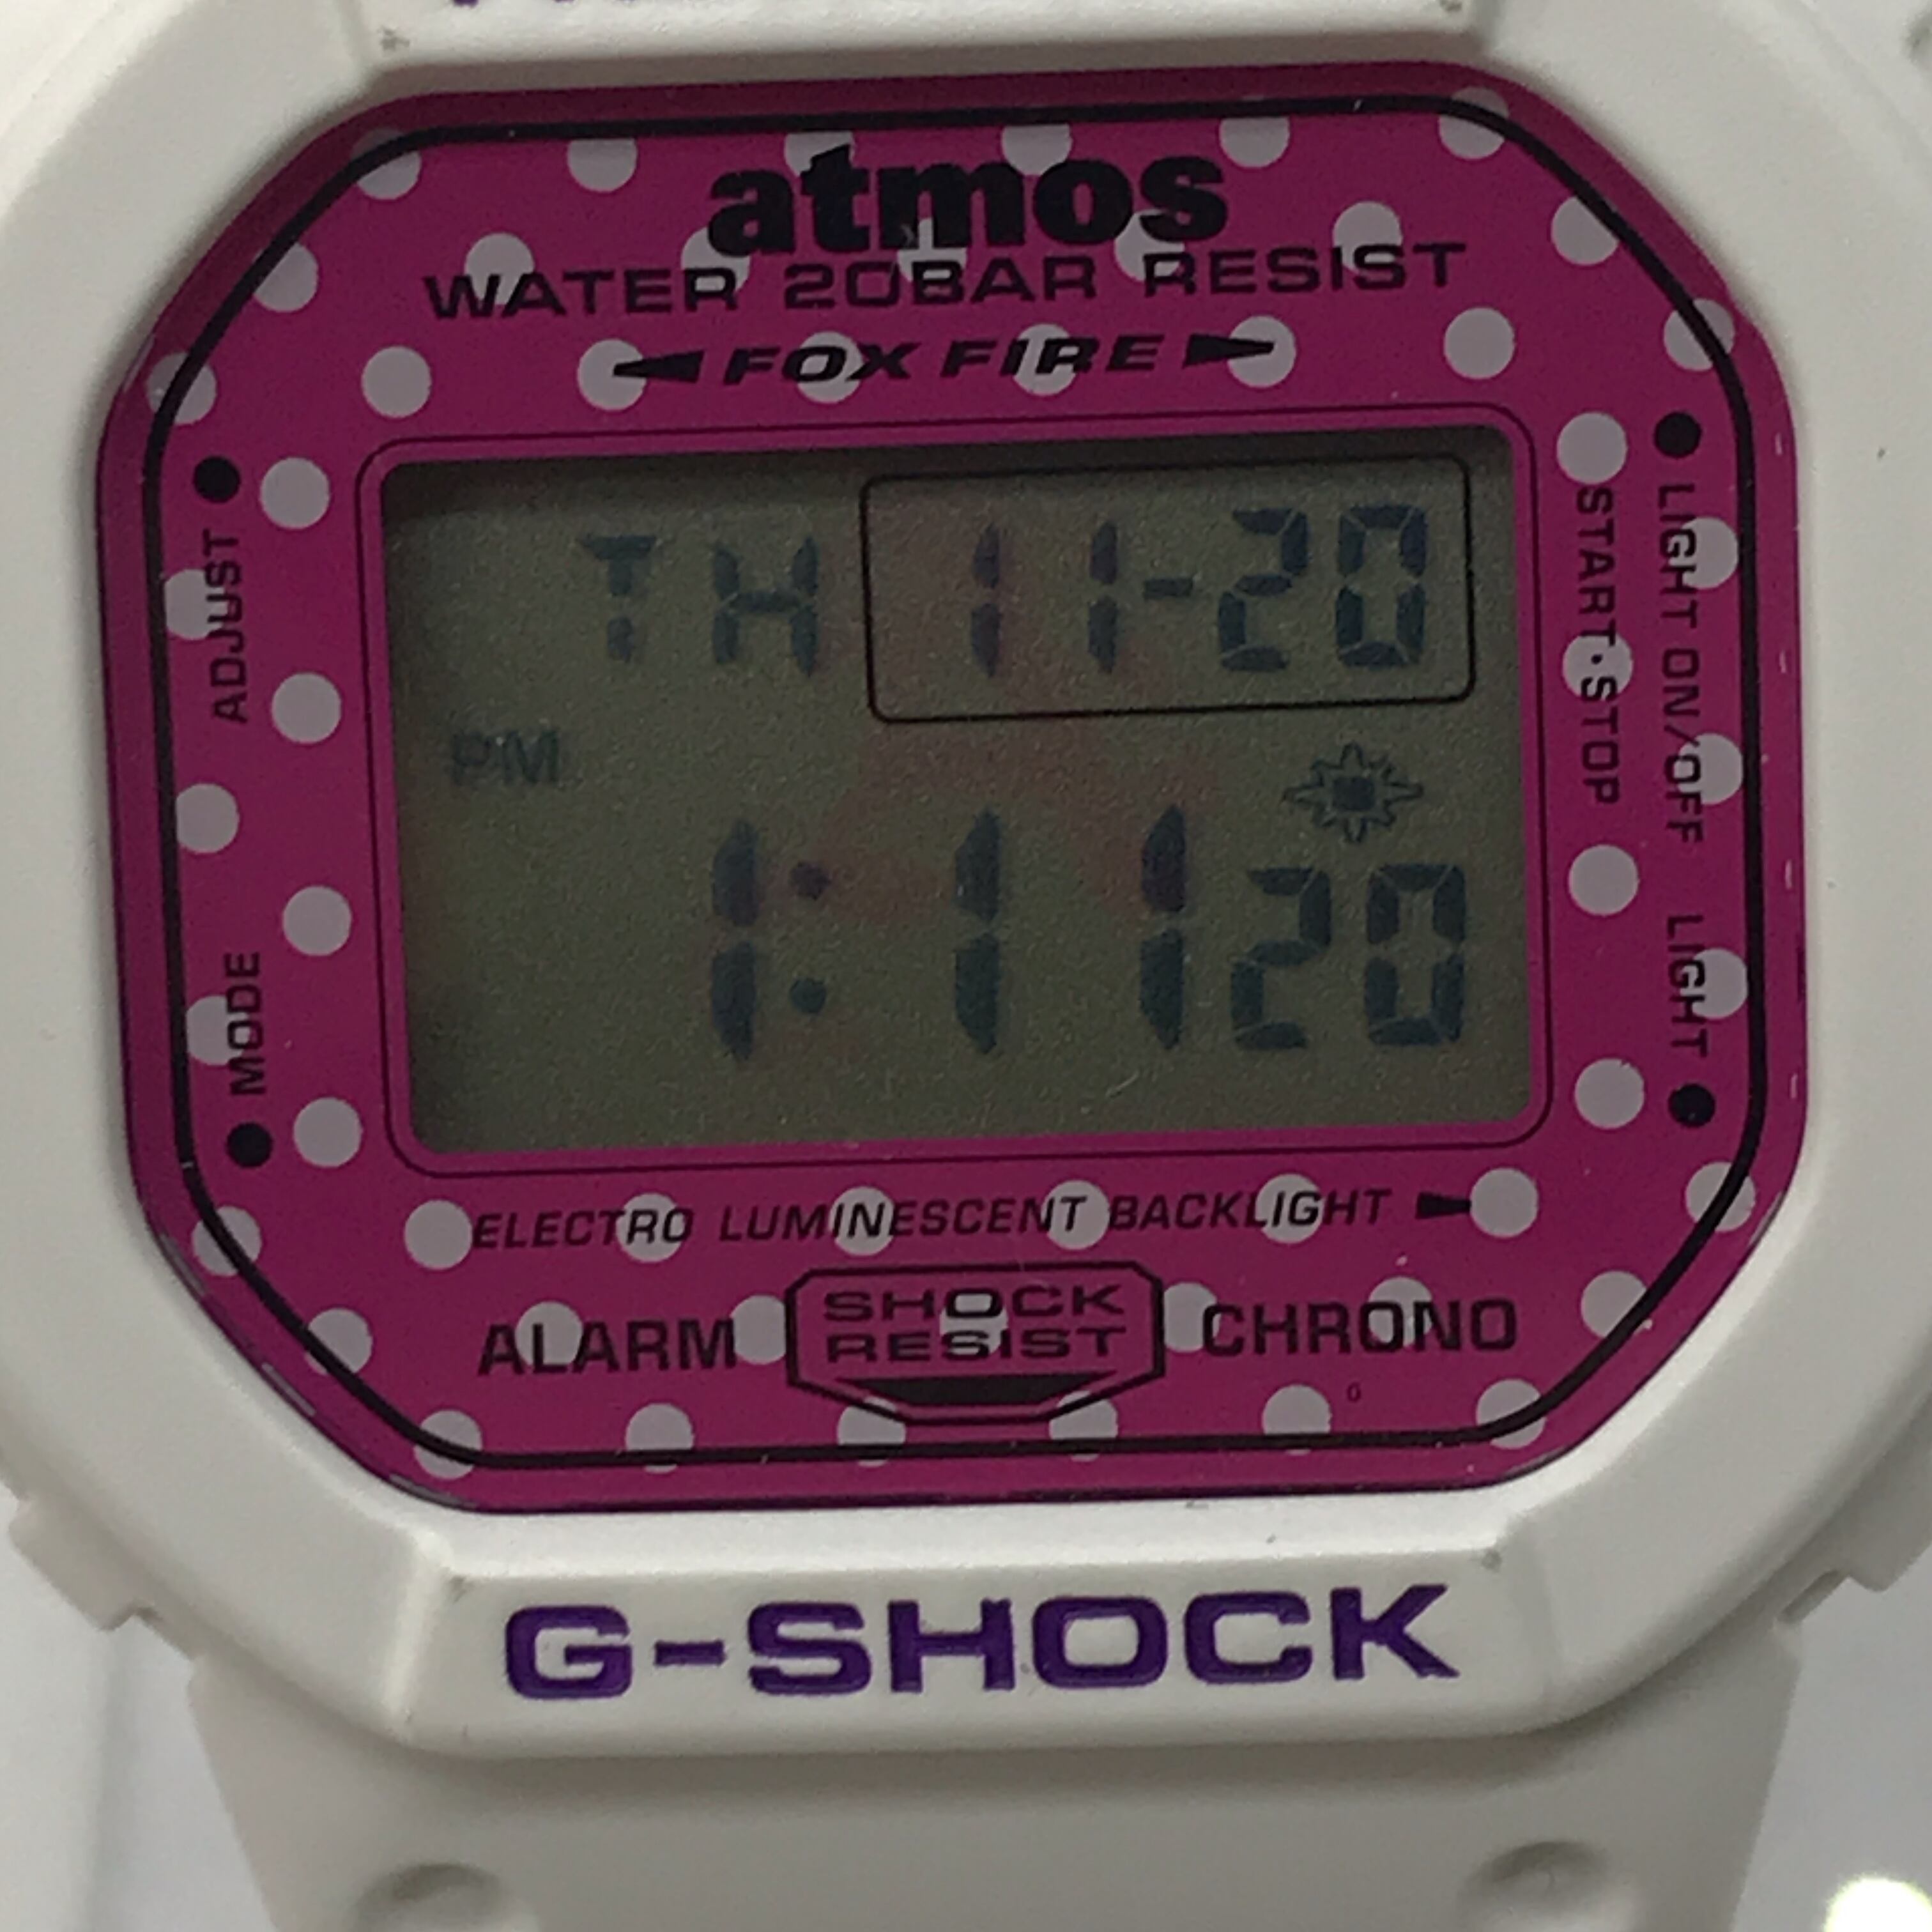 atmos
WATER 20BAR RESIST
FOX FIRE
ADJUST
START·STOP
LIGHT ON/OFF
TH 11-20
PM
1:11 20
MODE
LIGHT
ELECTRO LUMINESCENT BACKLIGHT
ALARM
SHOCK
RESIST
CHRONO
G-SHOCK